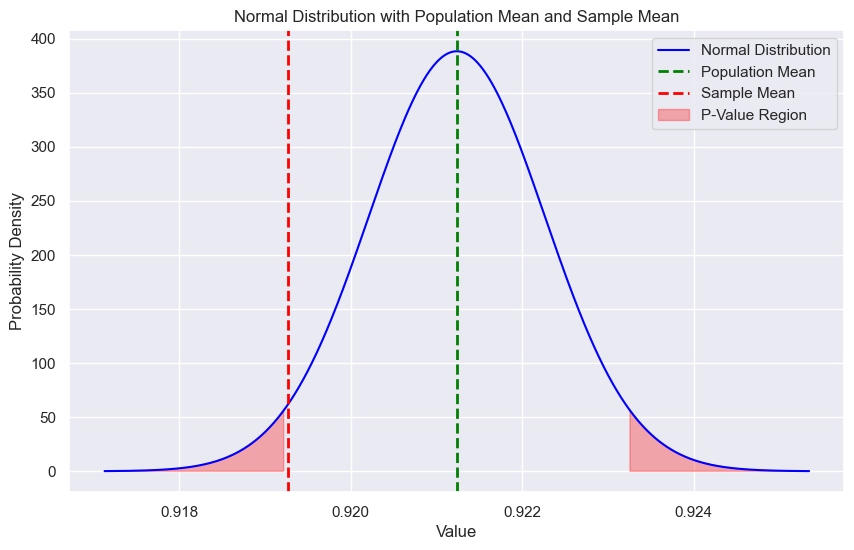 Normal Distribution with Population Mean and Sample Mean
400
350
300
250
200
150
100
50
0
Probability Density
Normal Distribution
Population Mean
Sample Mean
P-Value Region
0.918
0.920
0.922
0.924
Value